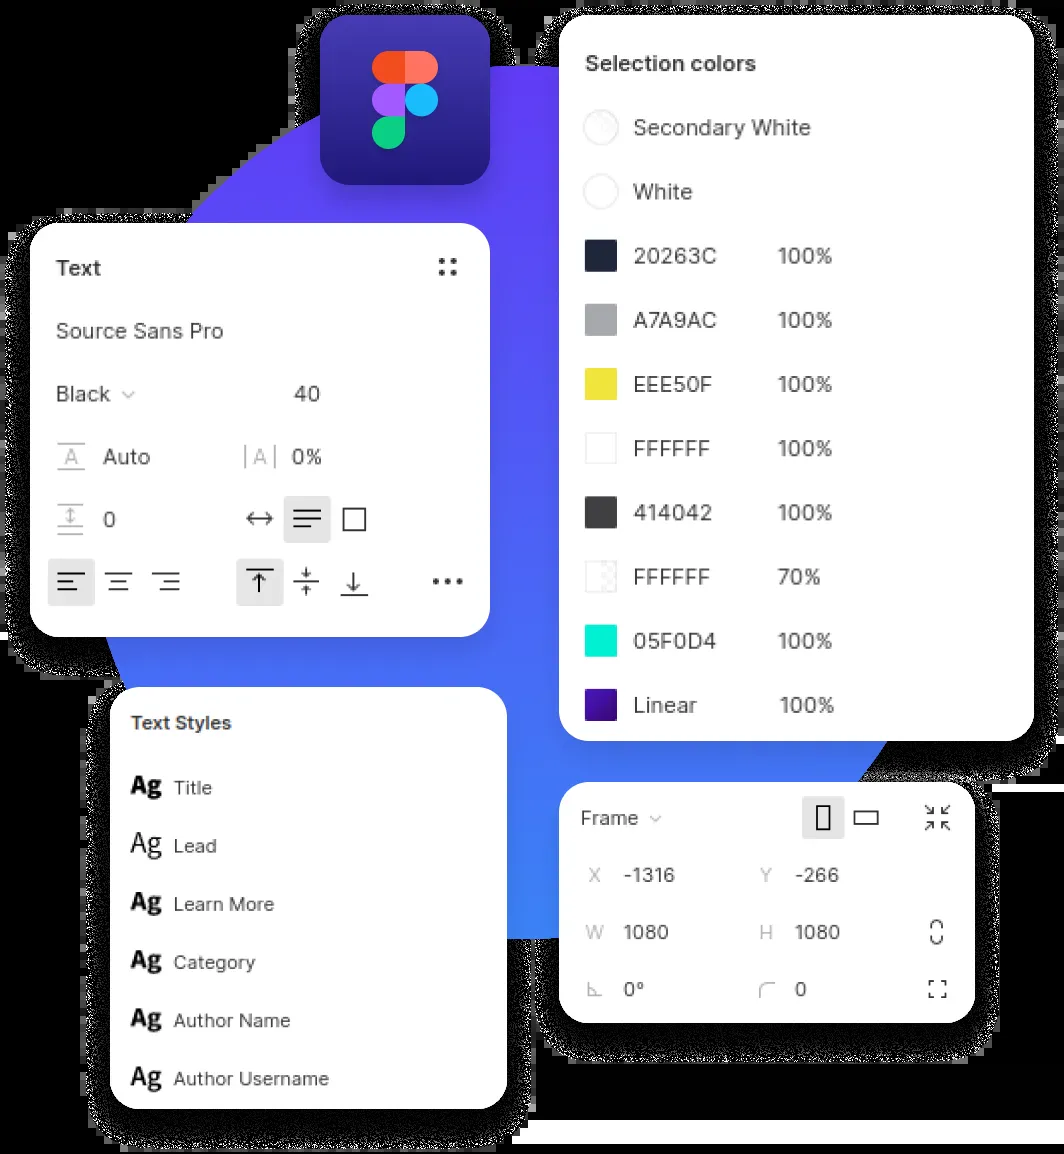 Selection colors
Secondary White
White
20263C 100%
A7A9AC 100%
EEE50F 100%
FFFFFF 100%
414042 100%
FFFFFF 70%
05F0D4 100%
Linear 100%
Text
Source Sans Pro
Black 40
A Auto |A| 0%
0
Text Styles
Ag Title
Ag Lead
Ag Learn More
Ag Category
Ag Author Name
Ag Author Username
Frame
X -1316 Y -266
W 1080 H 1080
0° 0